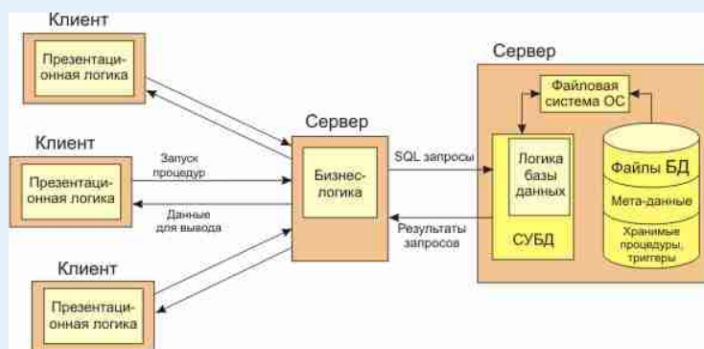 Клиент
Презентаци-
онная логика
Клиент
Презентаци-
онная логика
Клиент
Презентаци-
онная логика
Запуск
процедур
Данные
для вывода
Сервер
Бизнес-
логика
SQL запросы
Результаты
запросов
Сервер
Файловая
система ОС
Логика
базы
данных
СУБД
Файлы БД
Мета-данные
Хранимые
процедуры,
триггеры